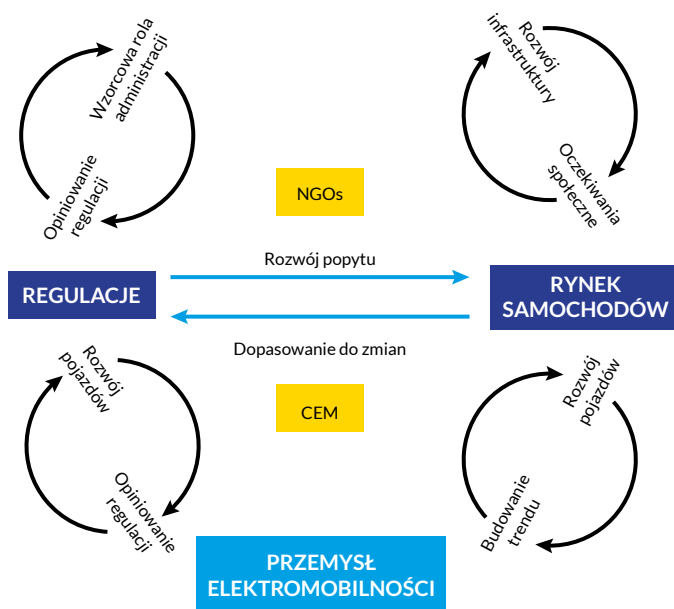 Wzorcowa rola
administracji
Opiniowanie
regulacji
Rozwój
infrastruktury
Oczekiwania
społeczne
NGOs
Rozwój popytu
REGULACJE
RYNEK
SAMOCHODÓW
Dopasowanie do zmian
Rozwój
pojazdów
Opiniowanie
regulacji
CEM
Rozwój
pojazdów
Budowanie
trendu
PRZEMYSŁ
ELEKTROMOBILNOŚCI